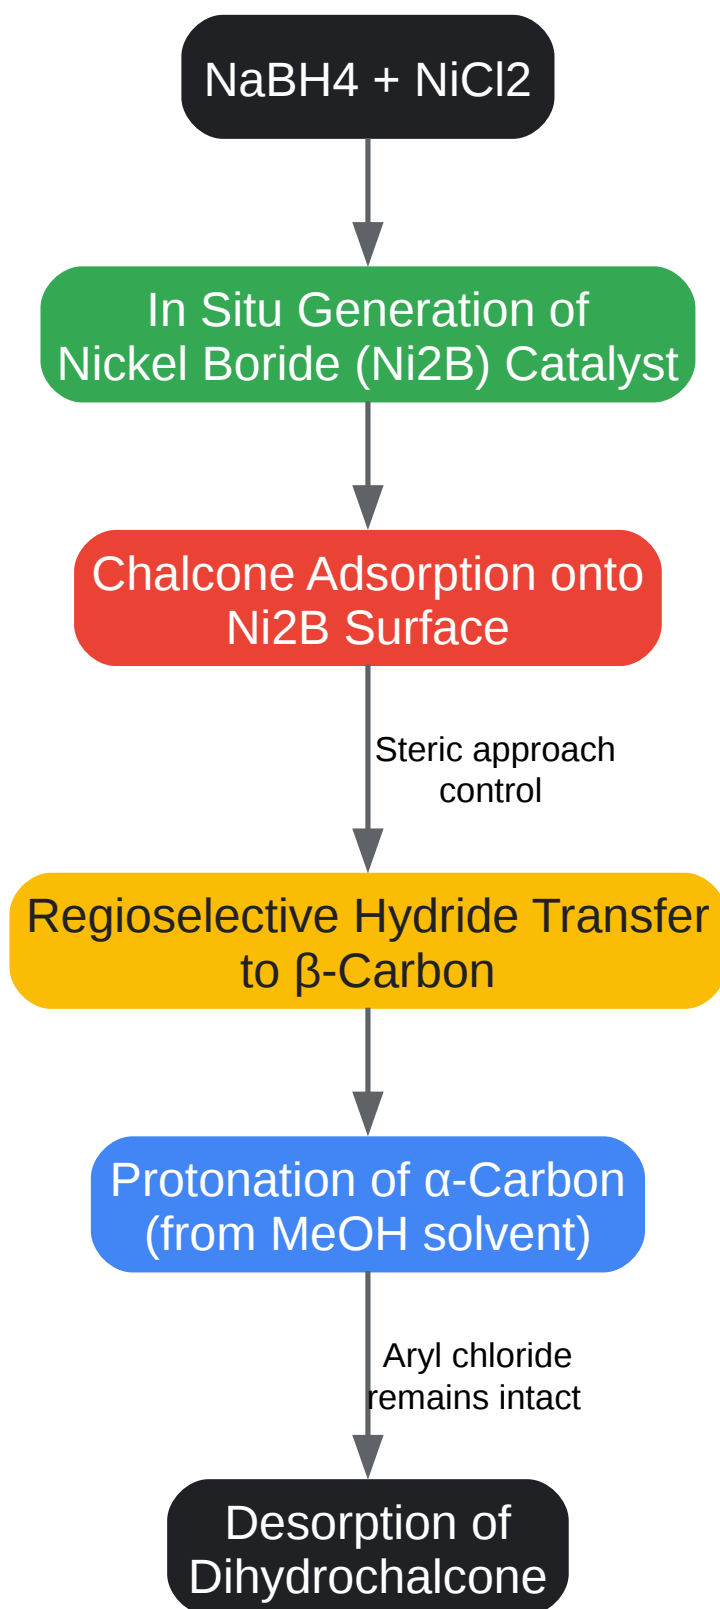 NaBH4 + NiCl2
In Situ Generation of
Nickel Boride (Ni2B) Catalyst
Chalcone Adsorption onto
Ni2B Surface
Steric approach
control
Regioselective Hydride Transfer
to β-Carbon
Protonation of α-Carbon
(from MeOH solvent)
Aryl chloride
remains intact
Desorption of
Dihydrochalcone